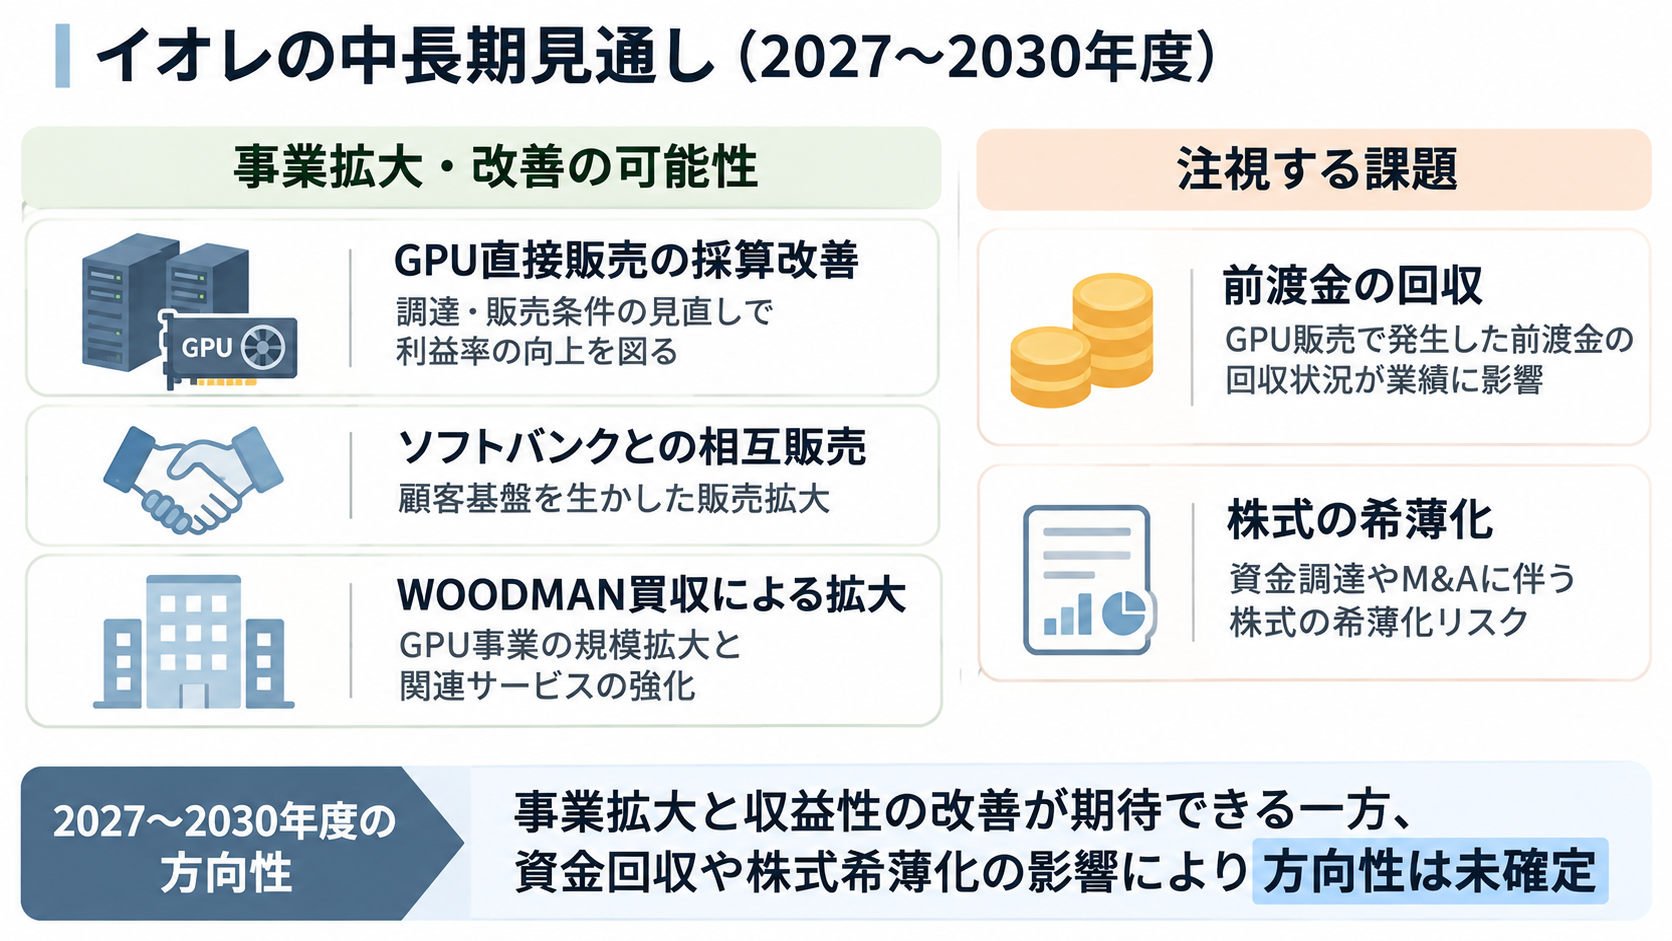 イオレの中長期見通し（2027～2030年度）
事業拡大・改善の可能性
GPU
GPU直接販売の採算改善
調達・販売条件の見直しで
利益率の向上を図る
ソフトバンクとの相互販売
顧客基盤を生かした販売拡大
WOODMAN買収による拡大
GPU事業の規模拡大と
関連サービスの強化
注視する課題
前渡金の回収
GPU販売で発生した前渡金の
回収状況が業績に影響
株式の希薄化
資金調達やM&Aに伴う
株式の希薄化リスク
2027～2030年度の
方向性
事業拡大と収益性の改善が期待できる一方、
資金回収や株式希薄化の影響により方向性は未確定